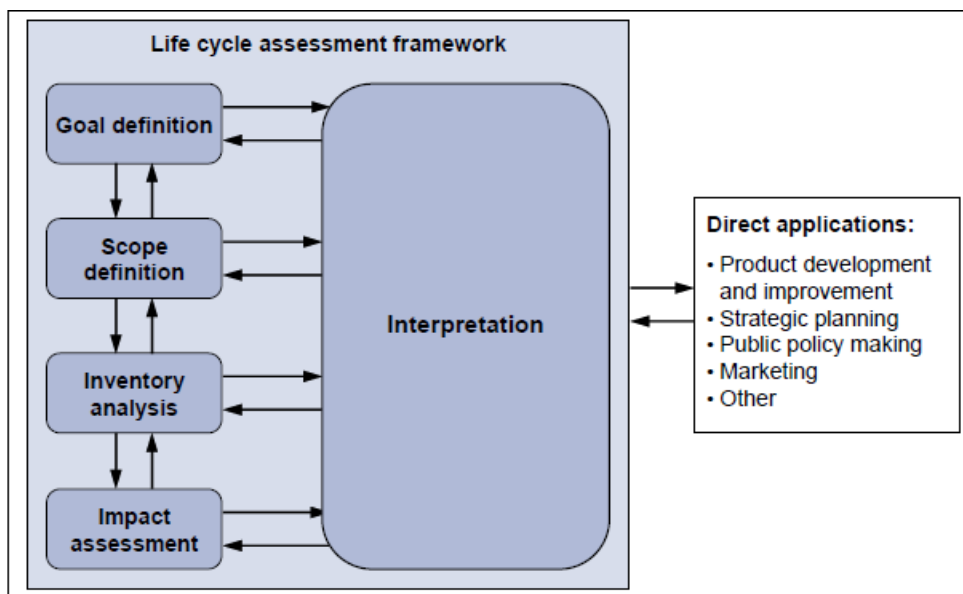 Life cycle assessment framework
Goal definition
Scope
definition
Inventory
analysis
Impact
assessment
Interpretation
Direct applications:
• Product development
and improvement
• Strategic planning
• Public policy making
• Marketing
• Other